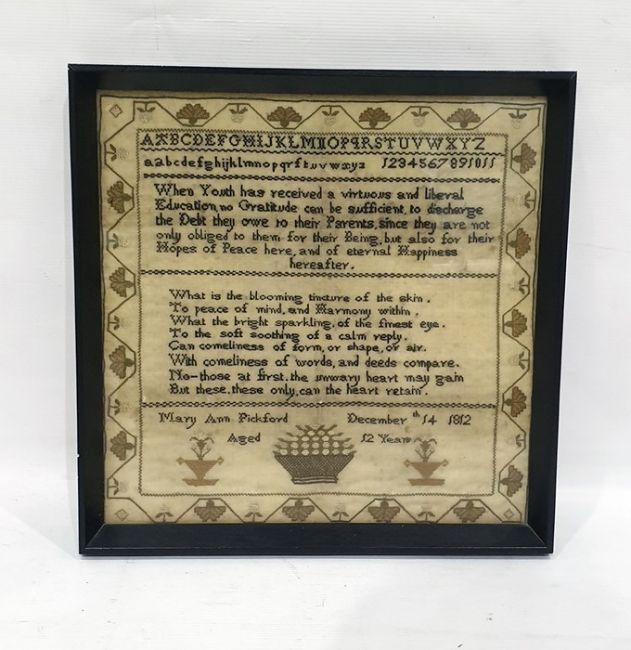 AABCDEFGHIJKLMNOPQRSTUVWXYZ
aabcdefghijklmnopqrstuvwxyz 1234567891011
When Youth has received a virtuous and liberal
Education, no Gratitude can be sufficient, to discharge
the Debt they owe to their Parents, since they are not
only obliged to them for their Being, but also for their
Hopes of Peace here, and of eternal Happiness
hereafter.
What is the blooming tincture of the skin.
To peace of mind, and Harmony within.
What the bright sparkling, of the finest eye.
To the soft soothing of a calm reply.
Can comeliness of form, or shape, or air.
With comeliness of words, and deeds compare.
No-those at first. the unwary heart may gain
But these. these only, can the heart retain.
Mary Ann Pickford December th 14 1812
Aged 12 Years